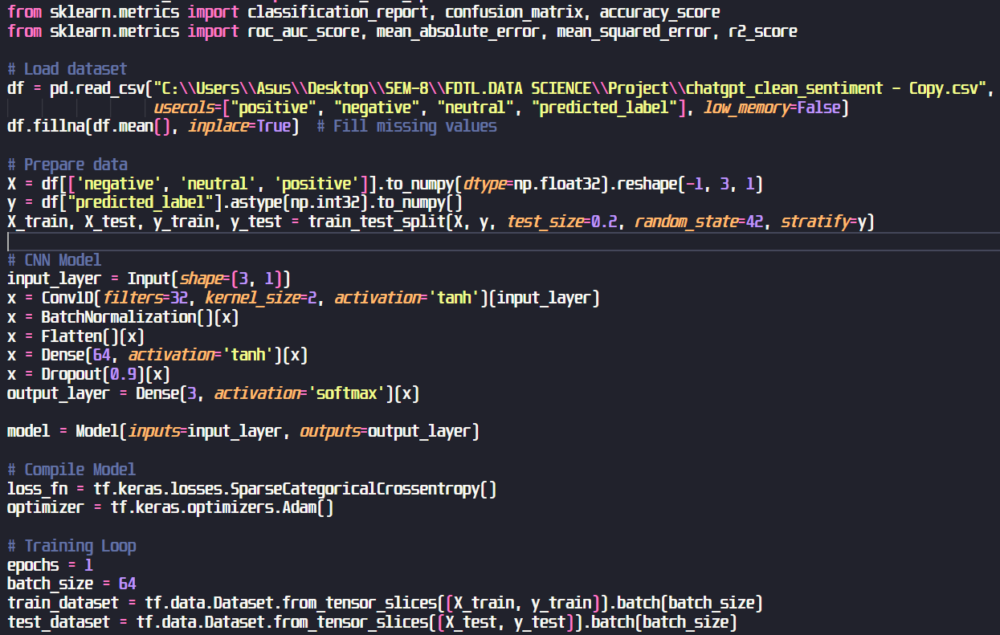 from sklearn.metrics import classification_report, confusion_matrix, accuracy_score
from sklearn.metrics import roc_auc_score, mean_absolute_error, mean_squared_error, r2_score
# Load dataset
df = pd.read_csv("C:\\Users\\Asus\\Desktop\\SEM-8\\FDTL.DATA SCIENCE\\Project\\chatgpt_clean_sentiment - Copy.csv",
usecols=["positive", "negative", "neutral", "predicted_label"], low_memory=False)
df.fillna(df.mean(), inplace=True)  # Fill missing values
# Prepare data
X = df[['negative', 'neutral', 'positive']].to_numpy(dtype=np.float32).reshape(-1, 3, 1)
y = df["predicted_label"].astype(np.int32).to_numpy()
X_train, X_test, y_train, y_test = train_test_split(X, y, test_size=0.2, random_state=42, stratify=y)
# CNN Model
input_layer = Input(shape=(3, 1))
x = Conv1D(filters=32, kernel_size=2, activation='tanh')(input_layer)
x = BatchNormalization()(x)
x = Flatten()(x)
x = Dense(64, activation='tanh')(x)
x = Dropout(0.9)(x)
output_layer = Dense(3, activation='softmax')(x)
model = Model(inputs=input_layer, outputs=output_layer)
# Compile Model
loss_fn = tf.keras.losses.SparseCategoricalCrossentropy()
optimizer = tf.keras.optimizers.Adam()
# Training Loop
epochs = 1
batch_size = 64
train_dataset = tf.data.Dataset.from_tensor_slices((X_train, y_train)).batch(batch_size)
test_dataset = tf.data.Dataset.from_tensor_slices((X_test, y_test)).batch(batch_size)